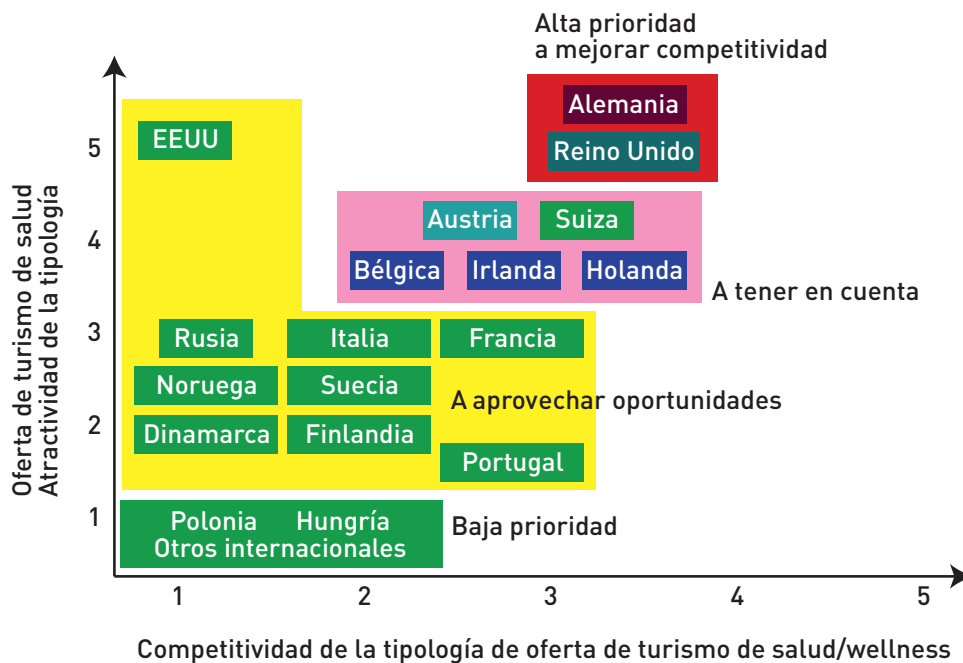 Alta prioridad
a mejorar competitividad
Oferta de turismo de salud
Atractividad de la tipología
5
4
3
2
1
EEUU
Alemania
Reino Unido
Austria
Suiza
Bélgica
Irlanda
Holanda
A tener en cuenta
Rusia
Italia
Francia
Noruega
Suecia
A aprovechar oportunidades
Dinamarca
Finlandia
Portugal
Polonia Hungría
Otros internacionales
Baja prioridad
1 2 3 4 5
Competitividad de la tipología de oferta de turismo de salud/wellness